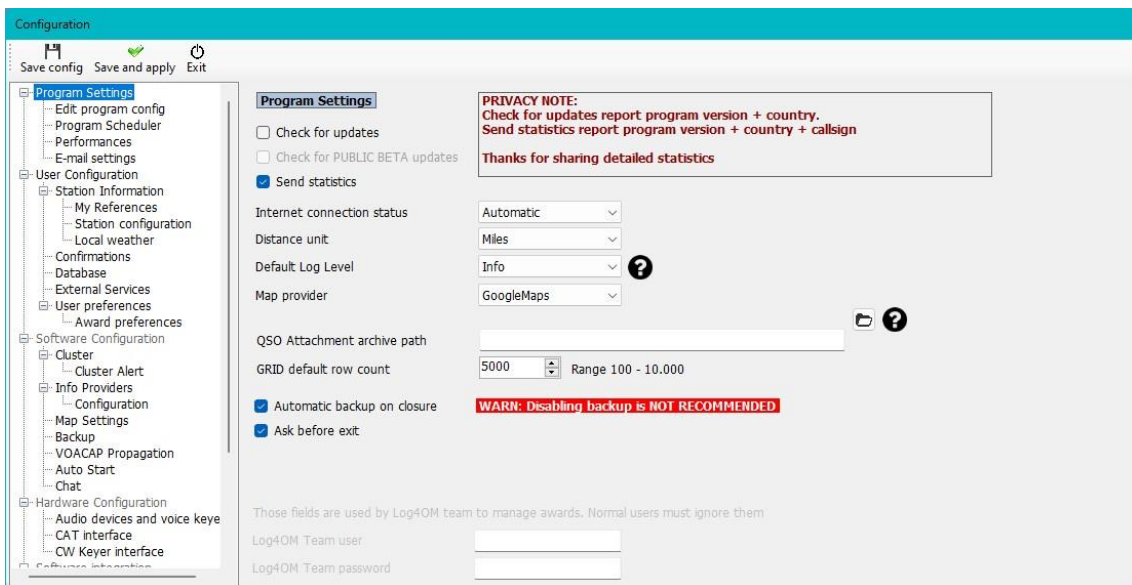 Configuration
Save config Save and apply Exit
Program Settings
Edit program config
Program Scheduler
Performances
E-mail settings
User Configuration
Station Information
My References
Station configuration
Local weather
Confirmations
Database
External Services
User preferences
Award preferences
Software Configuration
Cluster
Cluster Alert
Info Providers
Configuration
Map Settings
Backup
VOACAP Propagation
Auto Start
Chat
Hardware Configuration
Audio devices and voice keye
CAT interface
CW Keyer interface
Software integration
Program Settings
Check for updates
Check for PUBLIC BETA updates
Send statistics
PRIVACY NOTE:
Check for updates report program version + country.
Send statistics report program version + country + callsign
Thanks for sharing detailed statistics
Internet connection status Automatic
Distance unit Miles
Default Log Level Info ?
Map provider GoogleMaps
?
QSO Attachment archive path
GRID default row count 5000 Range 100 - 10.000
Automatic backup on closure WARN: Disabling backup is NOT RECOMMENDED
Ask before exit
Those fields are used by Log4OM team to manage awards. Normal users must ignore them
Log4OM Team user
Log4OM Team password